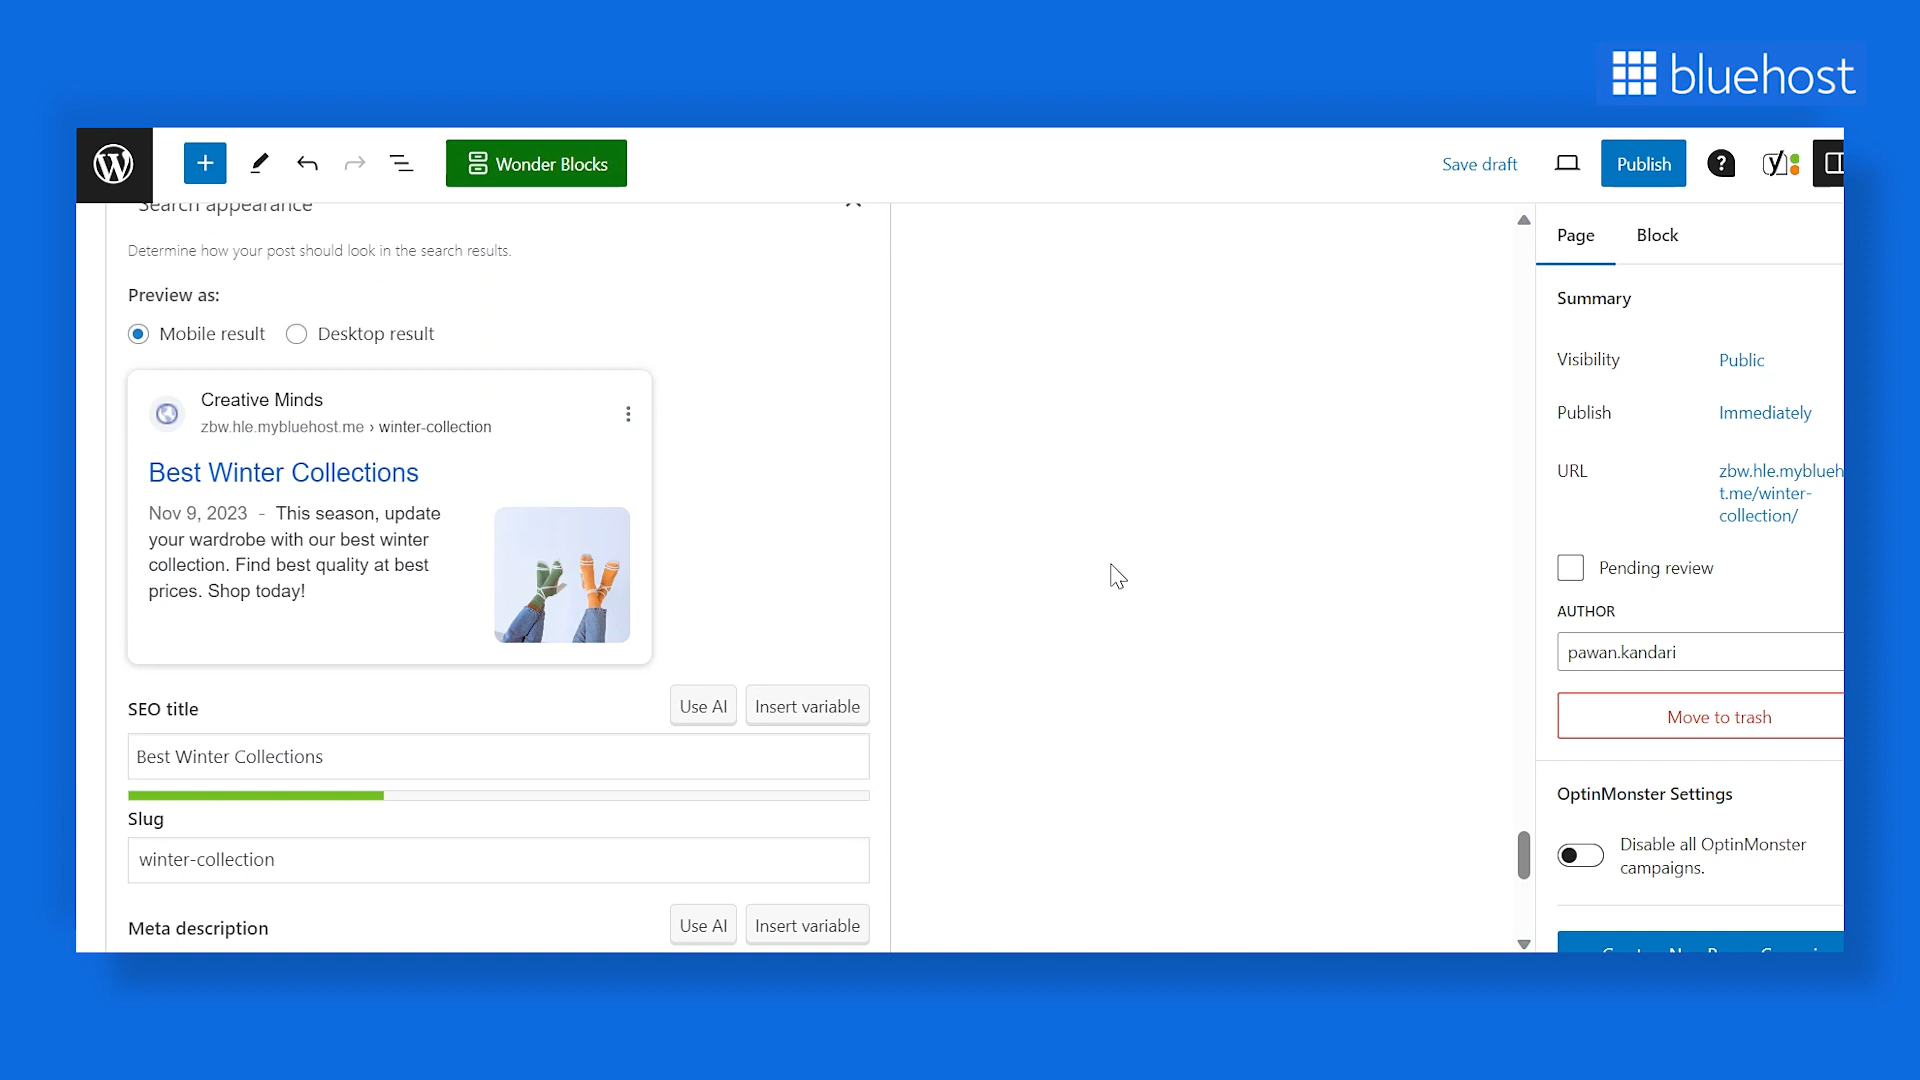 bluehost
Wonder Blocks
Save draft
Publish
Search appearance
Determine how your post should look in the search results.
Preview as:
Mobile result
Desktop result
Creative Minds
zbw.hle.mybluehost.me › winter-collection
Best Winter Collections
Nov 9, 2023 - This season, update
your wardrobe with our best winter
collection. Find best quality at best
prices. Shop today!
SEO title
Use AI
Insert variable
Best Winter Collections
Slug
winter-collection
Meta description
Use AI
Insert variable
Page
Block
Summary
Visibility
Public
Publish
Immediately
URL
zbw.hle.myblueh
t.me/winter-
collection/
Pending review
AUTHOR
pawan.kandari
Move to trash
OptinMonster Settings
Disable all OptinMonster
campaigns.